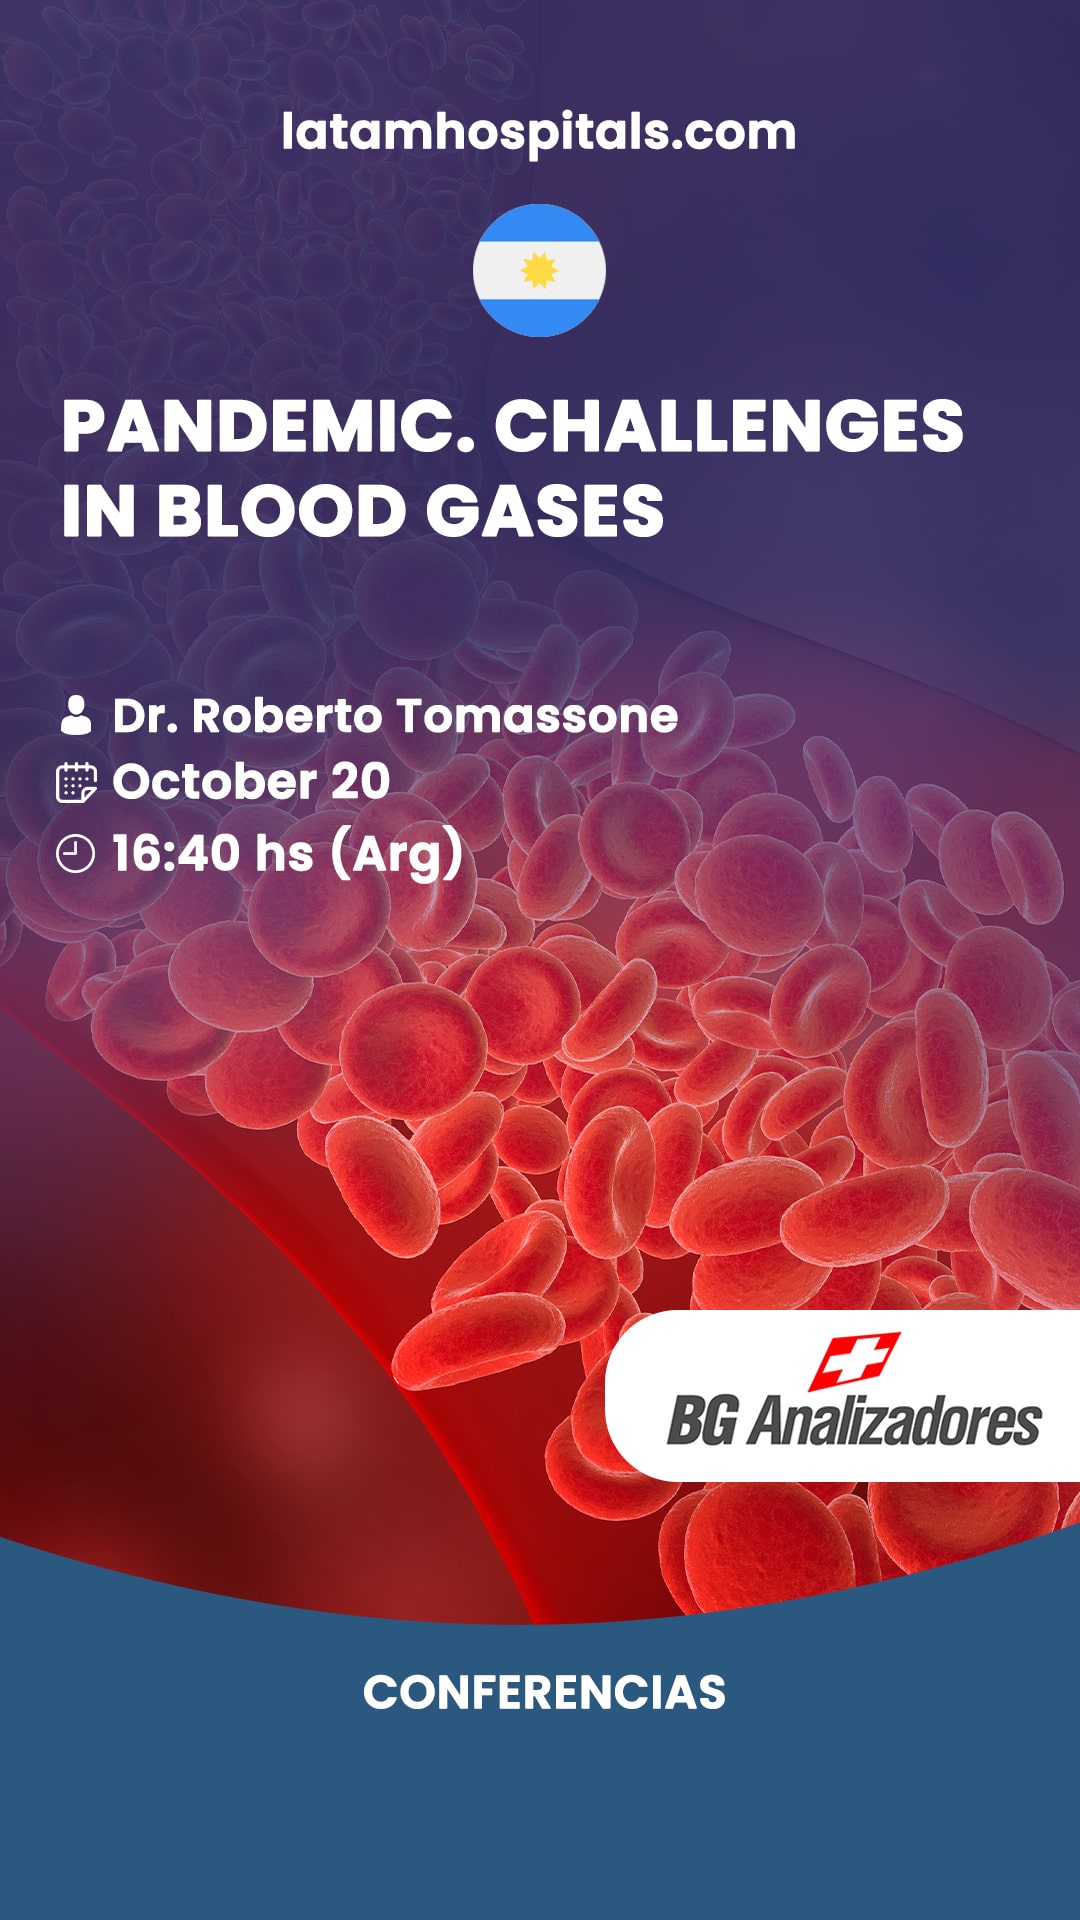 latamhospitals.com
PANDEMIC. CHALLENGES
IN BLOOD GASES
Dr. Roberto Tomassone
October 20
16:40 hs (Arg)
BG Analizadores
CONFERENCIAS